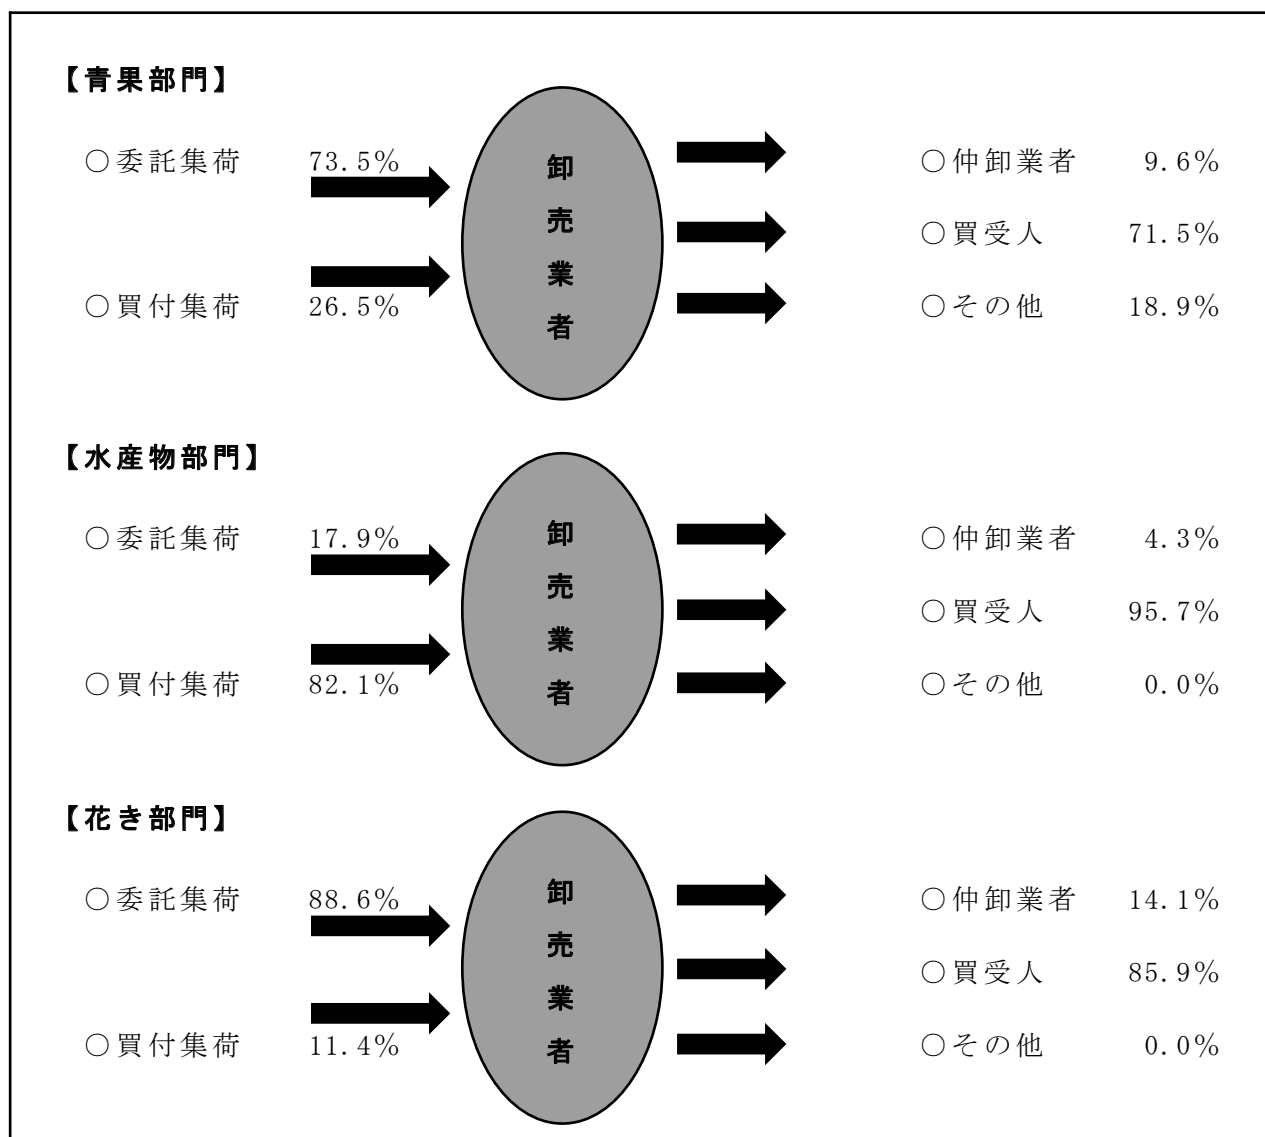 【青果部門】
○委託集荷 73.5%
○買付集荷 26.5%
卸売業者
○仲卸業者 9.6%
○買受人 71.5%
○その他 18.9%
【水産物部門】
○委託集荷 17.9%
○買付集荷 82.1%
卸売業者
○仲卸業者 4.3%
○買受人 95.7%
○その他 0.0%
【花き部門】
○委託集荷 88.6%
○買付集荷 11.4%
卸売業者
○仲卸業者 14.1%
○買受人 85.9%
○その他 0.0%